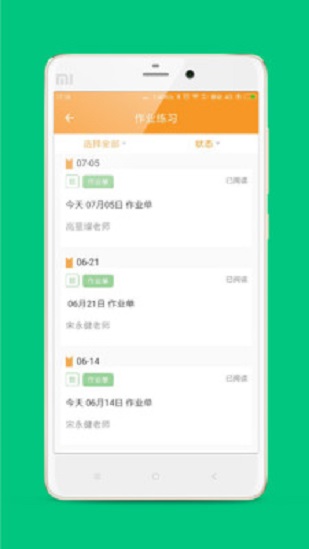 mi
作业练习
选择全部 状态
07-05
作业单 已阅读
今天 07月05日 作业单
06-21
作业单 已阅读
06月21日 作业单
宋永健老师
06-14
作业单 已阅读
今天 06月14日 作业单
宋永健老师